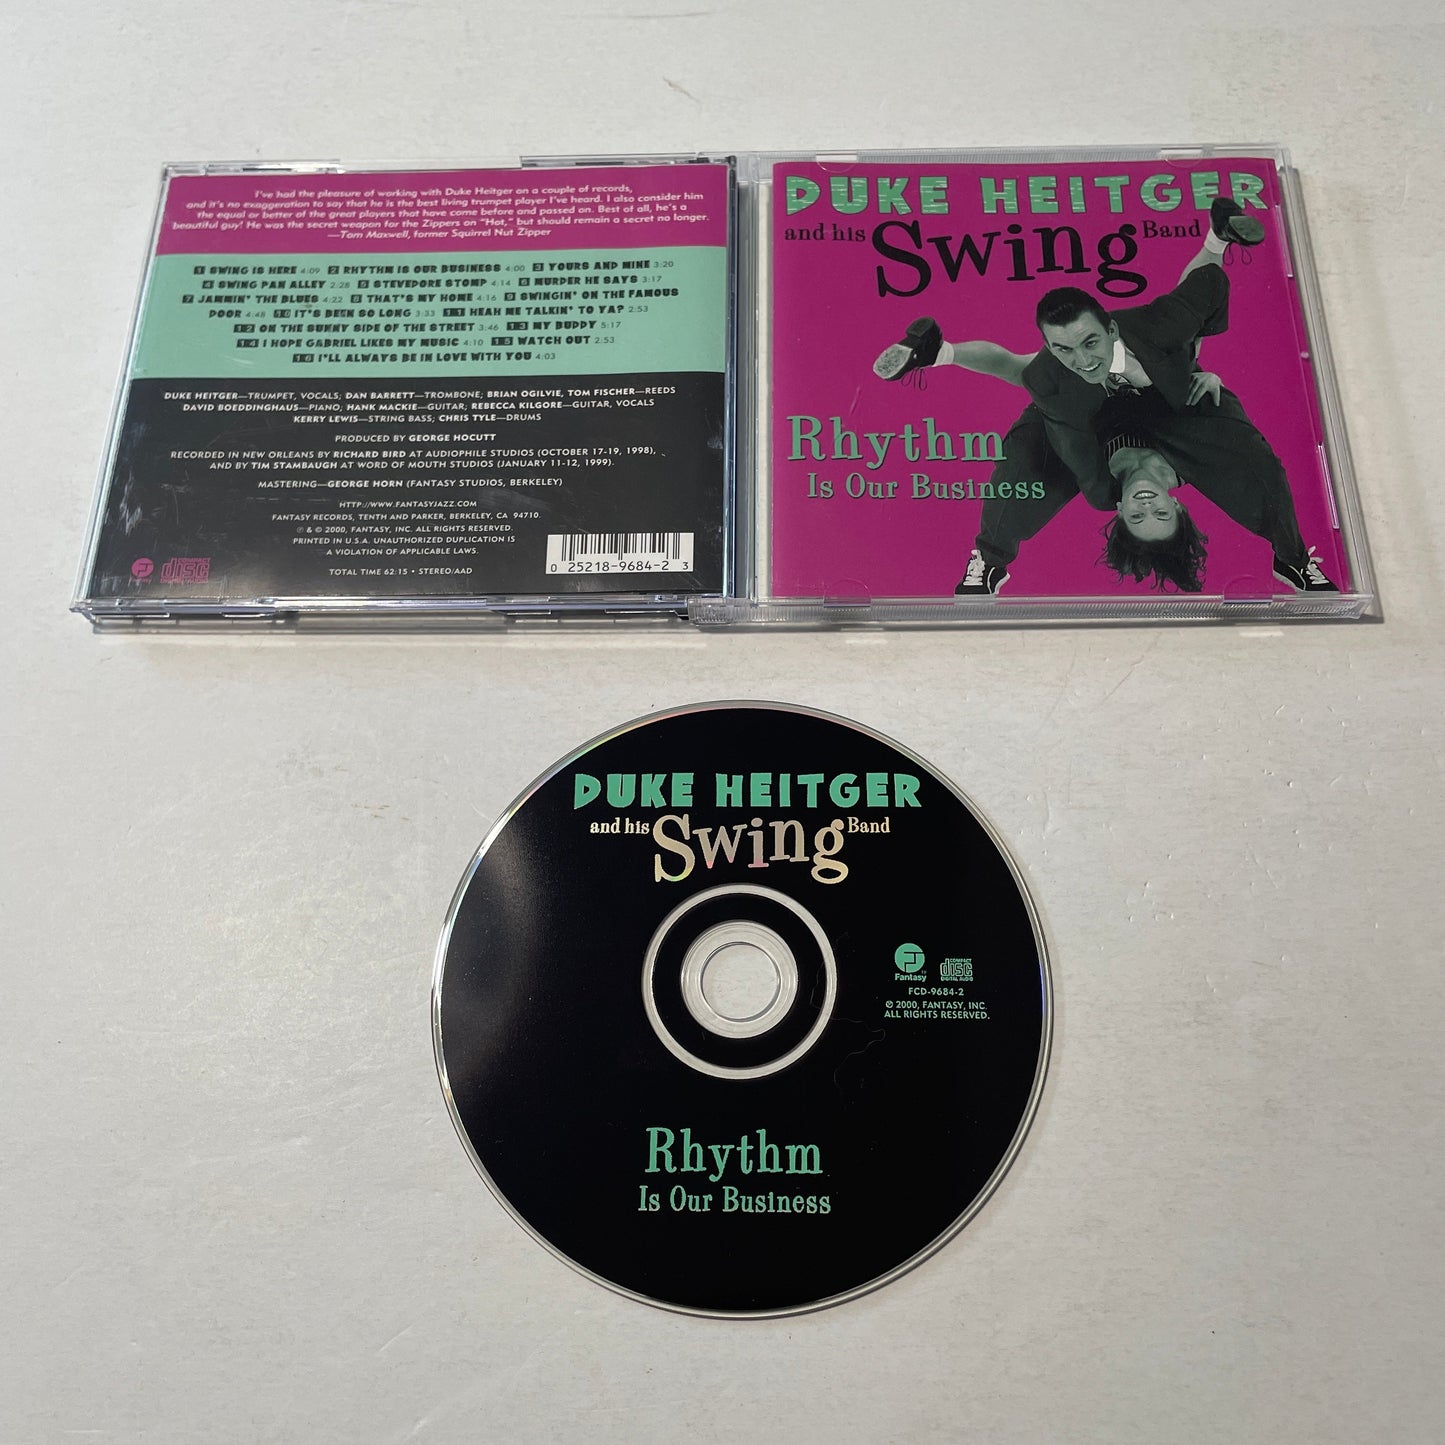 I've had the pleasure of working with Duke Heitger on a couple of records,
and it's no exaggeration to say that he is the best living trumpet player I've heard. I also consider him
the equal or better of the great players that have come before and passed on. Best of all, he's a
beautiful guy! He was the secret weapon for the Zippers on "Hot," but should remain a secret no longer.
—Tom Maxwell, former Squirrel Nut Zipper
1 SWING IS HERE 4:09 2 RHYTHM IS OUR BUSINESS 4:00 3 YOURS AND MINE 3:20
4 SWING PAN ALLEY 2:28 5 STEVEDORE STOMP 4:14 6 MURDER HE SAYS 3:17
7 JAMMIN' THE BLUES 4:22 8 THAT'S MY HOME 4:16 9 SWINGIN' ON THE FAMOUS
DOOR 4:48 10 IT'S BEEN SO LONG 3:33 11 HEAH ME TALKIN' TO YA? 2:53
12 ON THE SUNNY SIDE OF THE STREET 3:46 13 MY BUDDY 5:17
14 I HOPE GABRIEL LIKES MY MUSIC 4:10 15 WATCH OUT 2:53
16 I'LL ALWAYS BE IN LOVE WITH YOU 4:03
DUKE HEITGER—TRUMPET, VOCALS; DAN BARRETT—TROMBONE; BRIAN OGILVIE, TOM FISCHER—REEDS
DAVID BOEDDINGHAUS—PIANO; HANK MACKIE—GUITAR; REBECCA KILGORE—GUITAR, VOCALS
KERRY LEWIS—STRING BASS; CHRIS TYLE—DRUMS
PRODUCED BY GEORGE HOCUTT
RECORDED IN NEW ORLEANS BY RICHARD BIRD AT AUDIOPHILE STUDIOS (OCTOBER 17-19, 1998),
AND BY TIM STAMBAUGH AT WORD OF MOUTH STUDIOS (JANUARY 11-12, 1999).
MASTERING—GEORGE HORN (FANTASY STUDIOS, BERKELEY)
HTTP://WWW.FANTASYJAZZ.COM
FANTASY RECORDS, TENTH AND PARKER, BERKELEY, CA 94710.
℗ & © 2000, FANTASY, INC. ALL RIGHTS RESERVED.
PRINTED IN U.S.A. UNAUTHORIZED DUPLICATION IS
A VIOLATION OF APPLICABLE LAWS.
TOTAL TIME 62:15 • STEREO/AAD
Fantasy
COMPACT
disc
DIGITAL AUDIO
0 25218-9684-2 3
DUKE HEITGER
and his Swing Band
Rhythm
Is Our Business
DUKE HEITGER
and his Swing Band
Fantasy
COMPACT
disc
DIGITAL AUDIO
FCD-9684-2
℗ 2000, FANTASY, INC.
ALL RIGHTS RESERVED.
Rhythm
Is Our Business